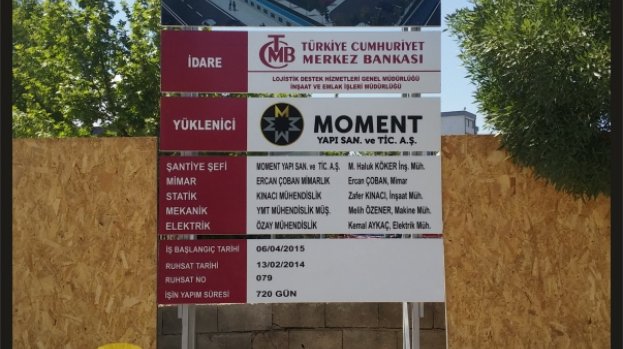 İDARE
TCMB
TÜRKİYE CUMHURİYET
MERKEZ BANKASI
LOJİSTİK DESTEK HİZMETLERİ GENEL MÜDÜRLÜĞÜ
İNŞAAT VE EMLAK İŞLERİ MÜDÜRLÜĞÜ
YÜKLENİCİ
MOMENT
YAPI SAN. ve TİC. A.Ş.
ŞANTİYE ŞEFİ MOMENT YAPI SAN. ve TİC. A.Ş. M. Haluk KÖKER İnş. Müh.
MİMAR ERCAN ÇOBAN MİMARLIK Ercan ÇOBAN, Mimar
STATİK KINACI MÜHENDİSLİK Zafer KINACI, İnşaat Müh.
MEKANİK YMT MÜHENDİSLİK MÜŞ. Melih ÖZENER, Makine Müh.
ELEKTRİK ÖZAY MÜHENDİSLİK Kemal AYKAÇ, Elektrik Müh.
İŞ BAŞLANGIÇ TARİHİ 06/04/2015
RUHSAT TARİHİ 13/02/2014
RUHSAT NO 079
İŞİN YAPIM SÜRESİ 720 GÜN